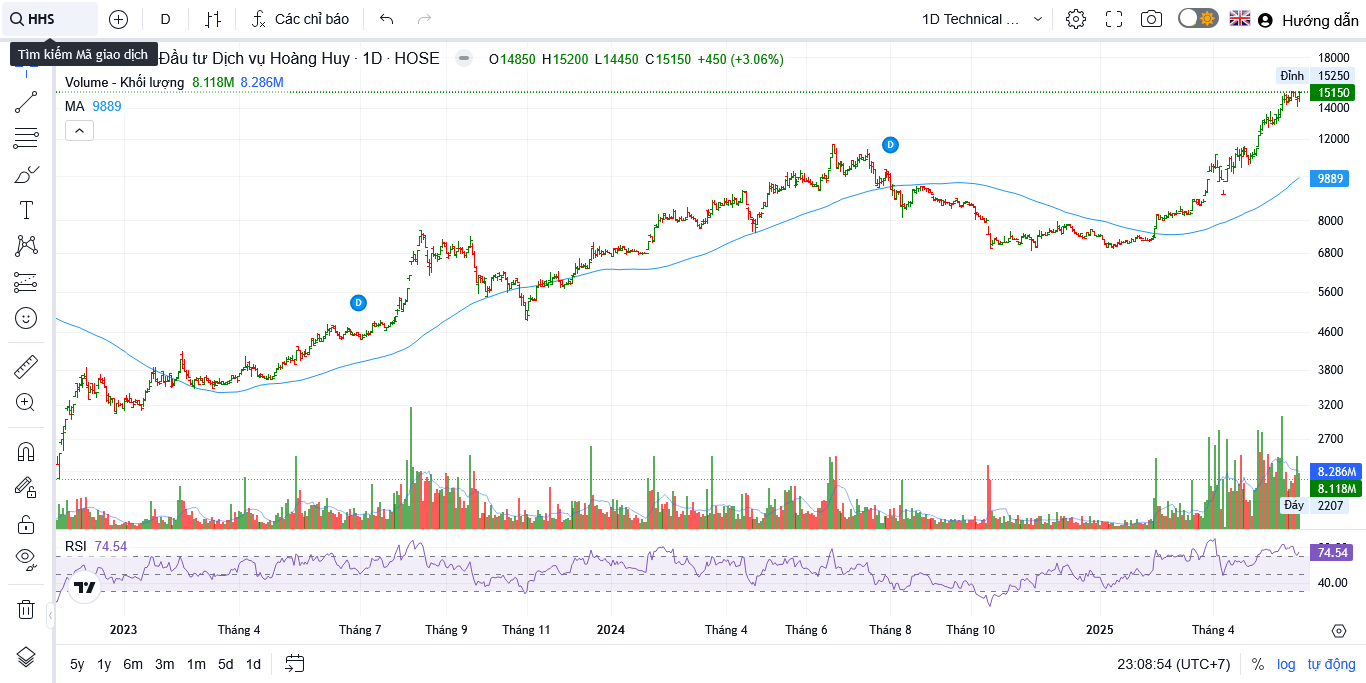 HHS
D
Các chỉ báo
1D Technical ...
Hướng dẫn
Tìm kiếm Mã giao dịch
Đầu tư Dịch vụ Hoàng Huy · 1D · HOSE
O14850 H15200 L14450 C15150 +450 (+3.06%)
Volume - Khối lượng 8.118M 8.286M
MA 9889
18000
Đỉnh 15250
15150
14000
12000
9889
8000
6800
5600
4600
3800
3200
2700
8.286M
8.118M
Đáy 2207
D
D
RSI 74.54
74.54
40.00
2023
Tháng 4
Tháng 7
Tháng 9
Tháng 11
2024
Tháng 4
Tháng 6
Tháng 8
Tháng 10
2025
Tháng 4
5y 1y 6m 3m 1m 5d 1d
23:08:54 (UTC+7)
%
log
tự động